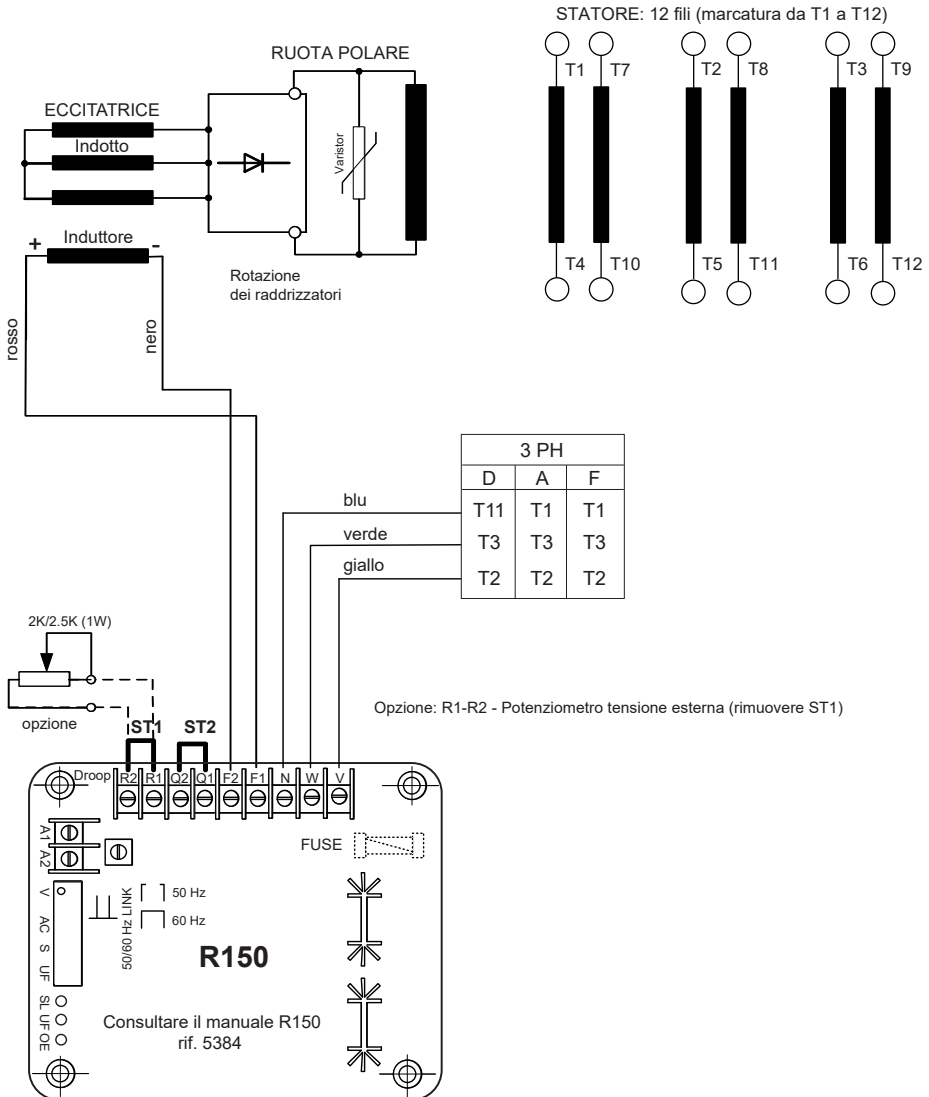 STATORE: 12 fili (marcatura da T1 a T12)
T1 T7 T2 T8 T3 T9
T4 T10 T5 T11 T6 T12
RUOTA POLARE
ECCITATRICE
Indotto
Varistor
+ Induttore -
Rotazione
dei raddrizzatori
rosso
nero
3 PH
D A F
blu T11 T1 T1
verde T3 T3 T3
giallo T2 T2 T2
2K/2.5K (1W)
opzione
Opzione: R1-R2 - Potenziometro tensione esterna (rimuovere ST1)
ST1 ST2
Droop R2 R1 Q2 Q1 F2 F1 N W V
A1
A2
FUSE
V
AC
S
UF
50/60 Hz LINK
50 Hz
60 Hz
R150
SL
UF
OE
Consultare il manuale R150
rif. 5384